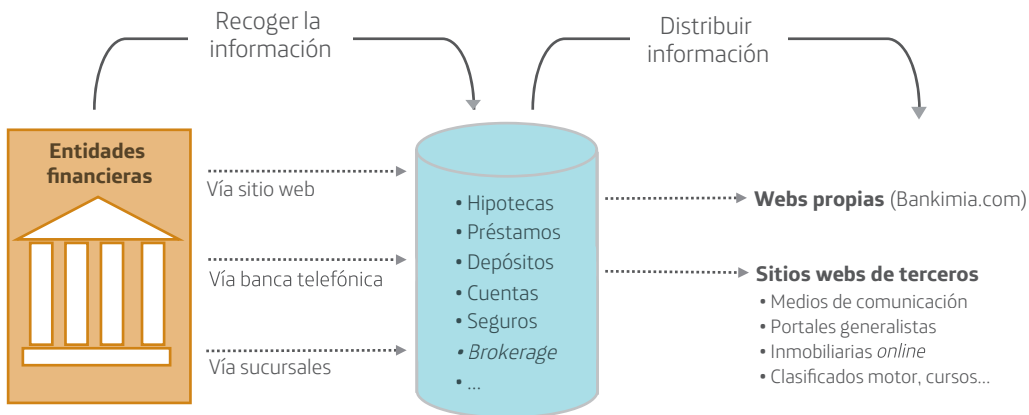 Recoger la
información
Distribuir
información
Entidades
financieras
Vía sitio web
Vía banca telefónica
Vía sucursales
• Hipotecas
• Préstamos
• Depósitos
• Cuentas
• Seguros
• Brokerage
• ...
Webs propias (Bankimia.com)
Sitios webs de terceros
• Medios de comunicación
• Portales generalistas
• Inmobiliarias online
• Clasificados motor, cursos...